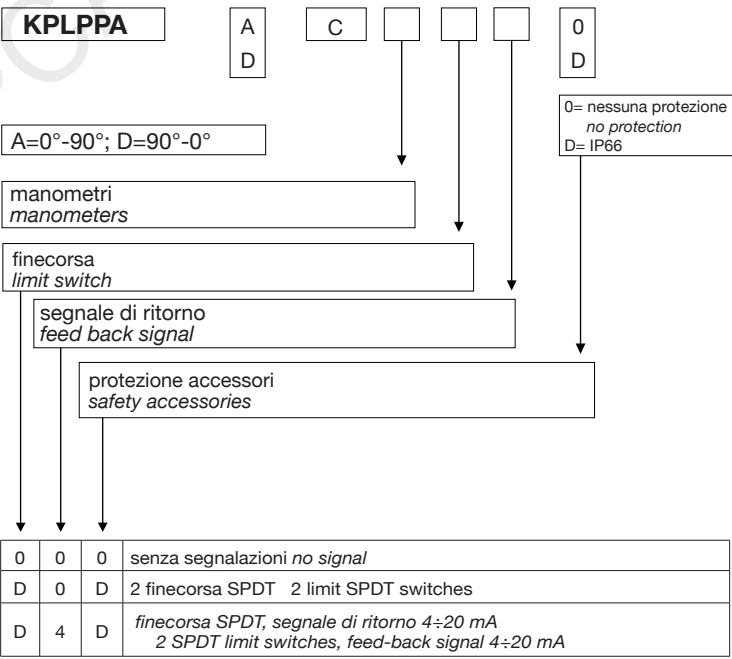 KPLPPA A C 0
D D
0= nessuna protezione
no protection
D= IP66
A=0°-90°; D=90°-0°
manometri
manometers
finecorsa
limit switch
segnale di ritorno
feed back signal
protezione accessori
safety accessories
0 0 0 senza segnalazioni no signal
D 0 D 2 finecorsa SPDT 2 limit SPDT switches
D 4 D finecorsa SPDT, segnale di ritorno 4÷20 mA
2 SPDT limit switches, feed-back signal 4÷20 mA